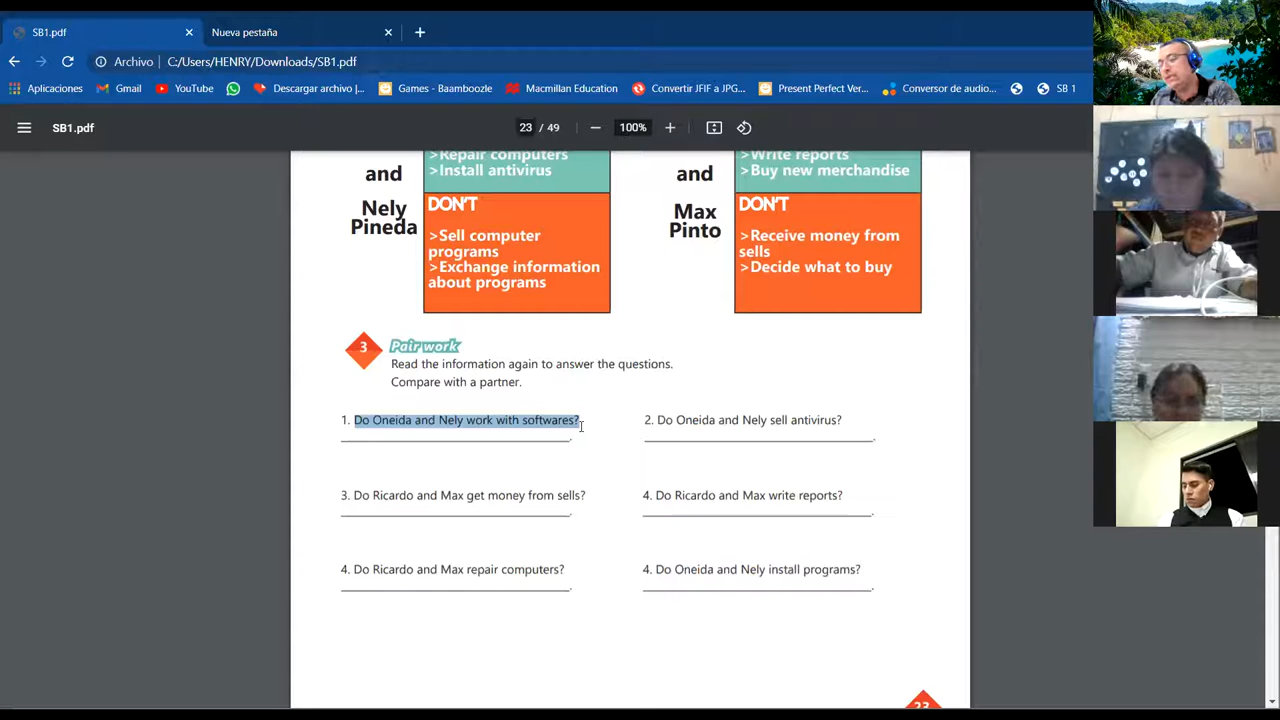 SB1.pdf
Nueva pestaña
Archivo
C:/Users/HENRY/Downloads/SB1.pdf
Aplicaciones
Gmail
YouTube
Descargar archivo |...
Games - Baamboozle
Macmillan Education
Convertir JFIF a JPG...
Present Perfect Ver...
Conversor de audio...
SB 1
SB1.pdf
23 / 49
100%
and
Nely
Pineda
>Repair computers
>Install antivirus
DON'T
>Sell computer
programs
>Exchange information
about programs
and
Max
Pinto
>Write reports
>Buy new merchandise
DON'T
>Receive money from
sells
>Decide what to buy
3
Pair work
Read the information again to answer the questions.
Compare with a partner.
1. Do Oneida and Nely work with softwares?
2. Do Oneida and Nely sell antivirus?
3. Do Ricardo and Max get money from sells?
4. Do Ricardo and Max write reports?
4. Do Ricardo and Max repair computers?
4. Do Oneida and Nely install programs?
23